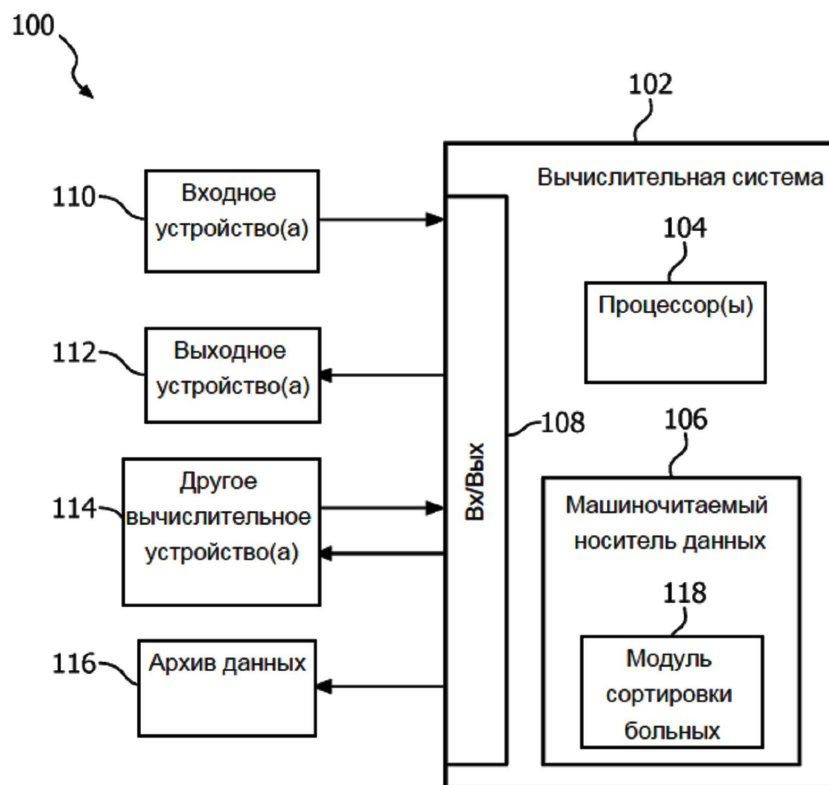 100
102
Вычислительная система
110
Входное
устройство(а)
104
Процессор(ы)
112
Выходное
устройство(а)
108
Вх/Вых
106
Машиночитаемый
носитель данных
114
Другое
вычислительное
устройство(а)
118
Модуль
сортировки
больных
116
Архив данных